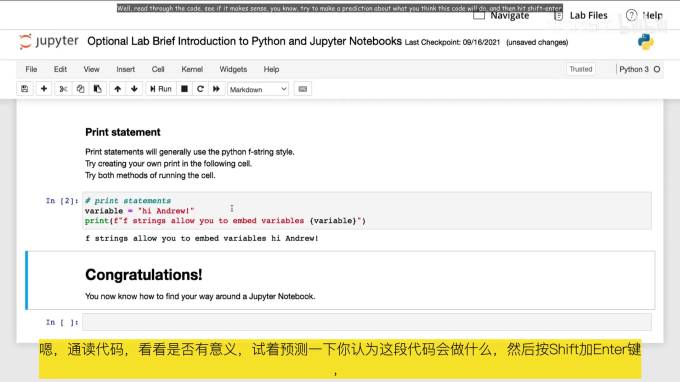 Well, read through the code, see if it makes sense, you know, try to make a prediction about what you think this code will do, and then hit shift-enter
Navigate Lab Files Help
jupyter Optional Lab Brief Introduction to Python and Jupyter Notebooks Last Checkpoint: 09/16/2021 (unsaved changes)
File Edit View Insert Cell Kernel Widgets Help Trusted Python 3
Run Markdown
Print statement
Print statements will generally use the python f-string style.
Try creating your own print in the following cell.
Try both methods of running the cell.
In [2]: # print statements
variable = "hi Andrew!"
print(f"f strings allow you to embed variables {variable}")
f strings allow you to embed variables hi Andrew!
Congratulations!
You now know how to find your way around a Jupyter Notebook.
In [ ]:
嗯，通读代码，看看是否有意义，试着预测一下你认为这段代码会做什么，然后按Shift加Enter键
，